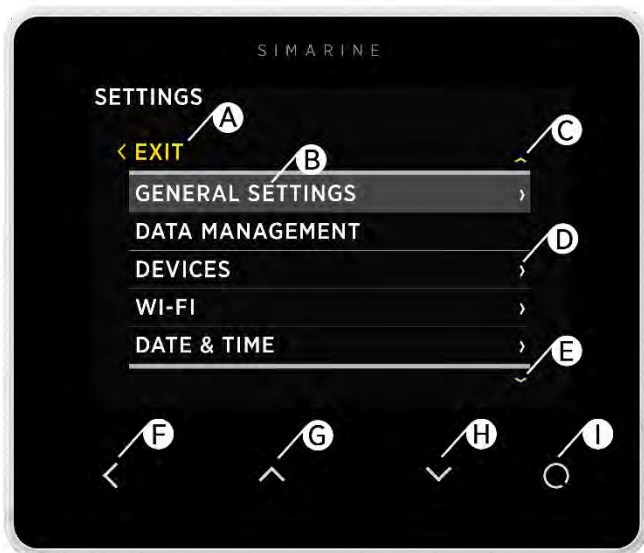 SIMARINE
SETTINGS
A
< EXIT
C
B
GENERAL SETTINGS ›
DATA MANAGEMENT
D
DEVICES ›
WI-FI ›
DATE & TIME ›
E
F
G
H
I